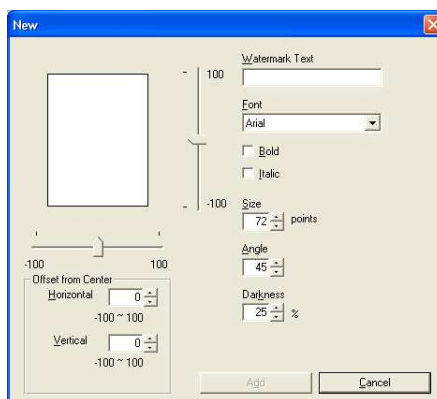 New
Watermark Text
Font
Arial
Bold
Italic
Size
72 points
Angle
45
Darkness
25 %
100
-100
-100 100
Offset from Center
Horizontal 0
-100 ~ 100
Vertical 0
-100 ~ 100
Add Cancel